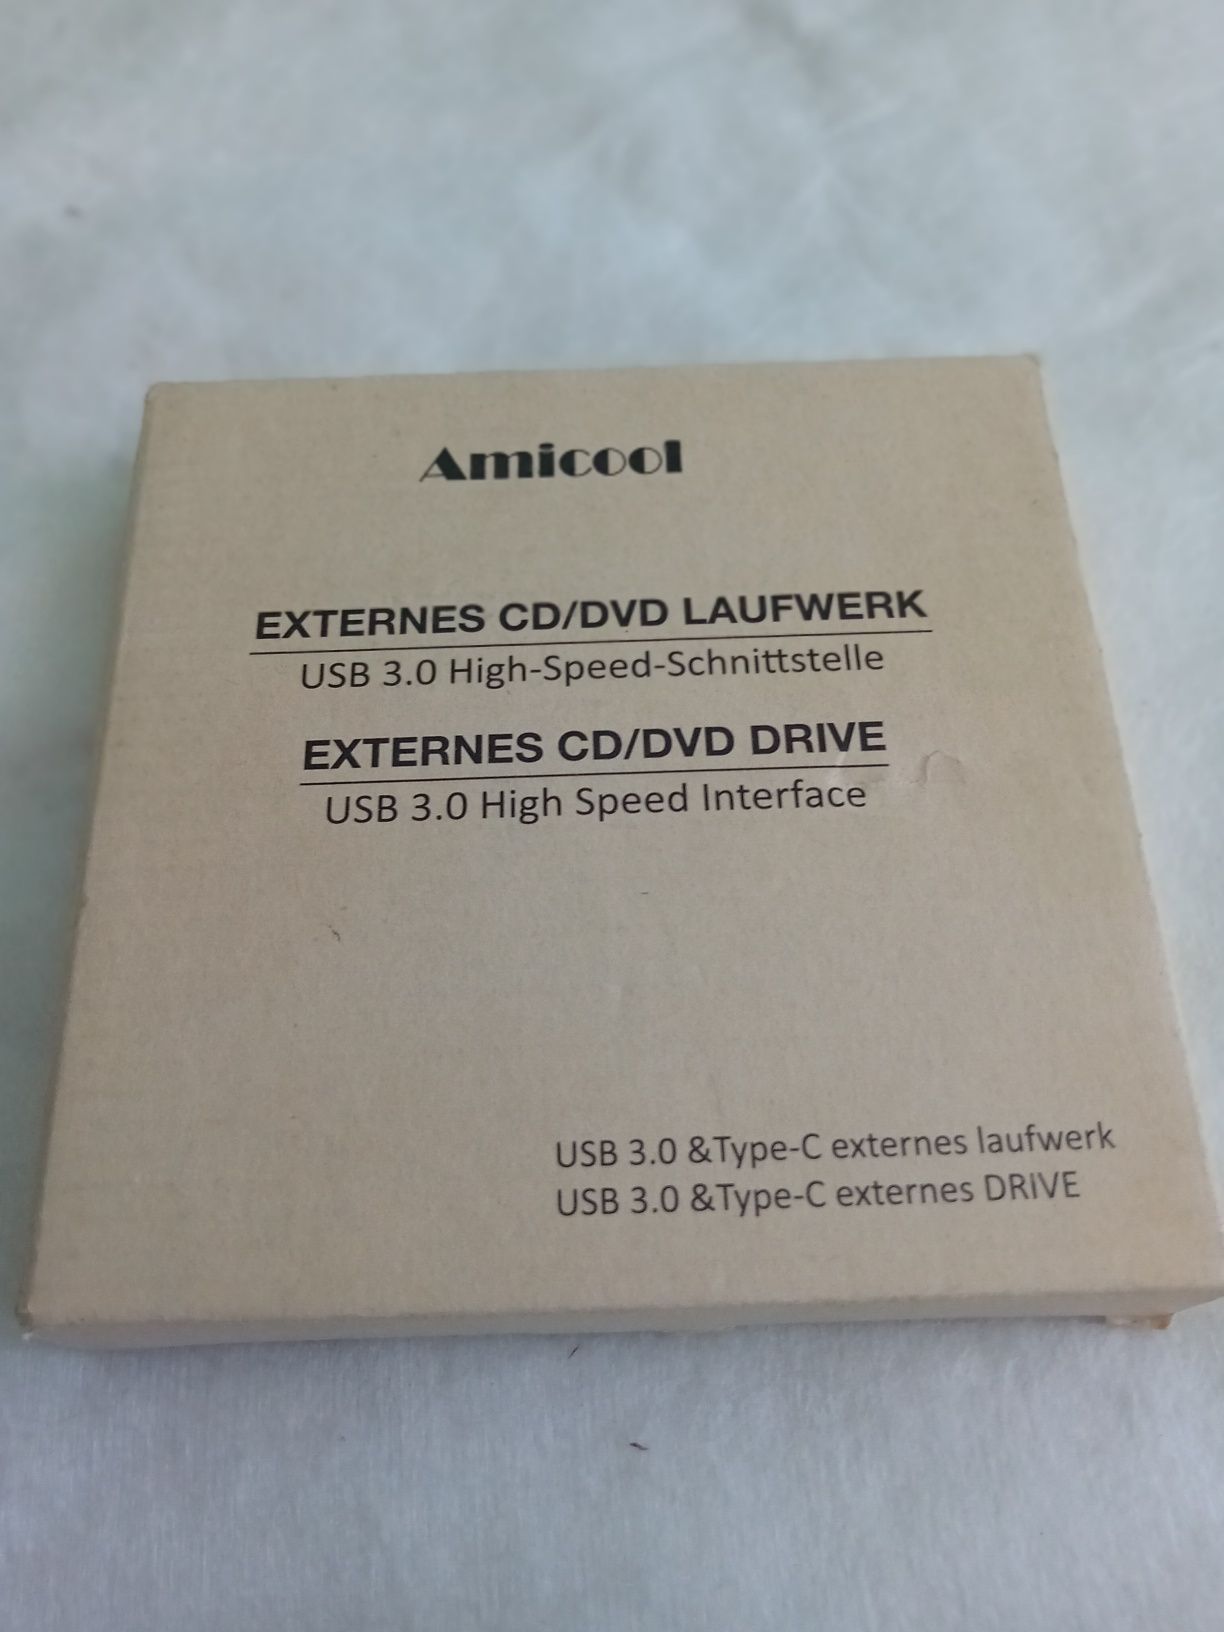 Amicool
EXTERNES CD/DVD LAUFWERK
USB 3.0 High-Speed-Schnittstelle
EXTERNES CD/DVD DRIVE
USB 3.0 High Speed Interface
USB 3.0 &Type-C externes laufwerk
USB 3.0 &Type-C externes DRIVE